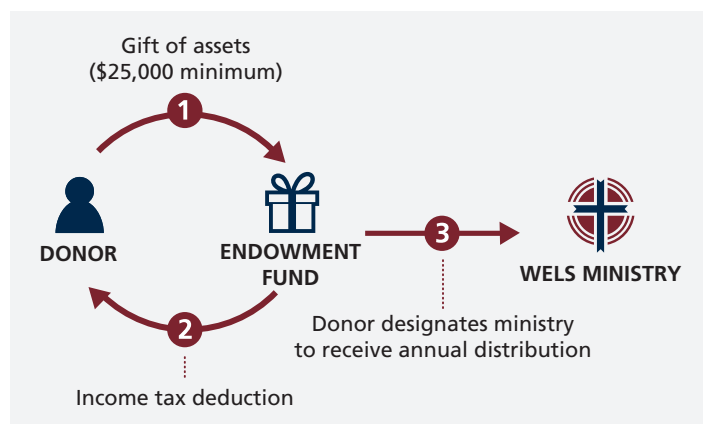 Gift of assets
($25,000 minimum)
1
DONOR
ENDOWMENT
FUND
3
WELS MINISTRY
2
Donor designates ministry
to receive annual distribution
Income tax deduction